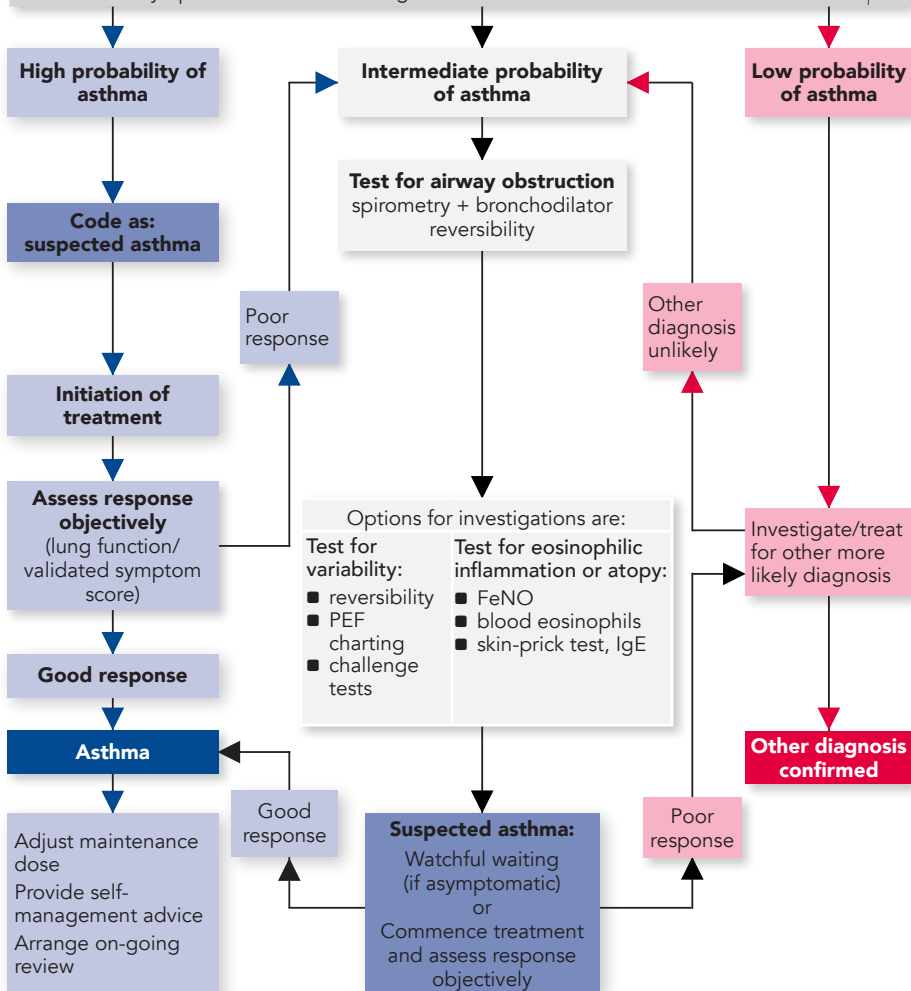 High probability of
asthma
Intermediate probability
of asthma
Low probability
of asthma
Test for airway obstruction
spirometry + bronchodilator
reversibility
Code as:
suspected asthma
Poor
response
Other
diagnosis
unlikely
Initiation of
treatment
Assess response
objectively
(lung function/
validated symptom
score)
Options for investigations are:
Test for
variability:
■ reversibility
■ PEF
charting
■ challenge
tests
Test for eosinophilic
inflammation or atopy:
■ FeNO
■ blood eosinophils
■ skin-prick test, IgE
Investigate/treat
for other more
likely diagnosis
Good response
Asthma
Other diagnosis
confirmed
Good
response
Poor
response
Suspected asthma:
Watchful waiting
(if asymptomatic)
or
Commence treatment
and assess response
objectively
Adjust maintenance
dose
Provide self-
management advice
Arrange on-going
review